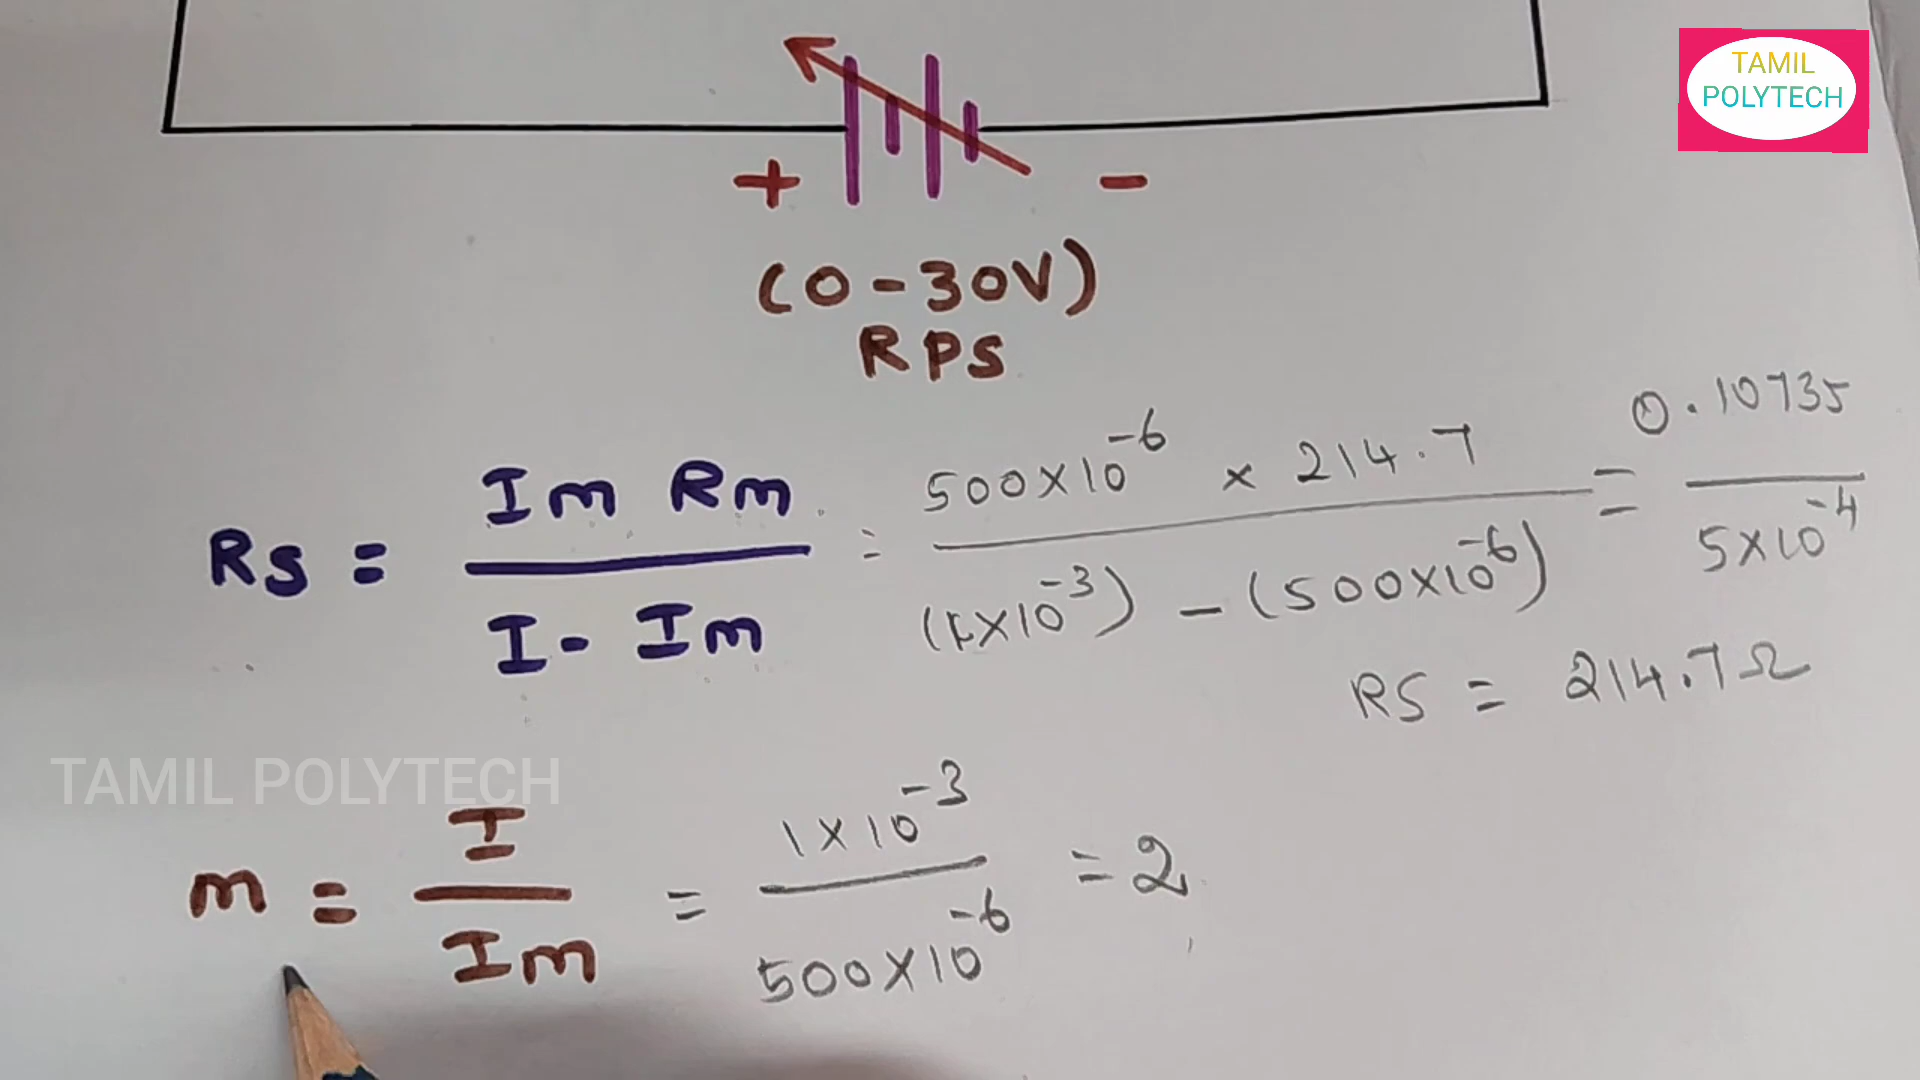 TAMIL
POLYTECH
+ -
(0-30V)
RPS
Rs = Im Rm / I - Im = 500×10^-6 × 214.7 / (1×10^-3) - (500×10^-6) = 0.10735 / 5×10^-4
RS = 214.7Ω
TAMIL POLYTECH
m = I / Im = 1×10^-3 / 500×10^-6 = 2